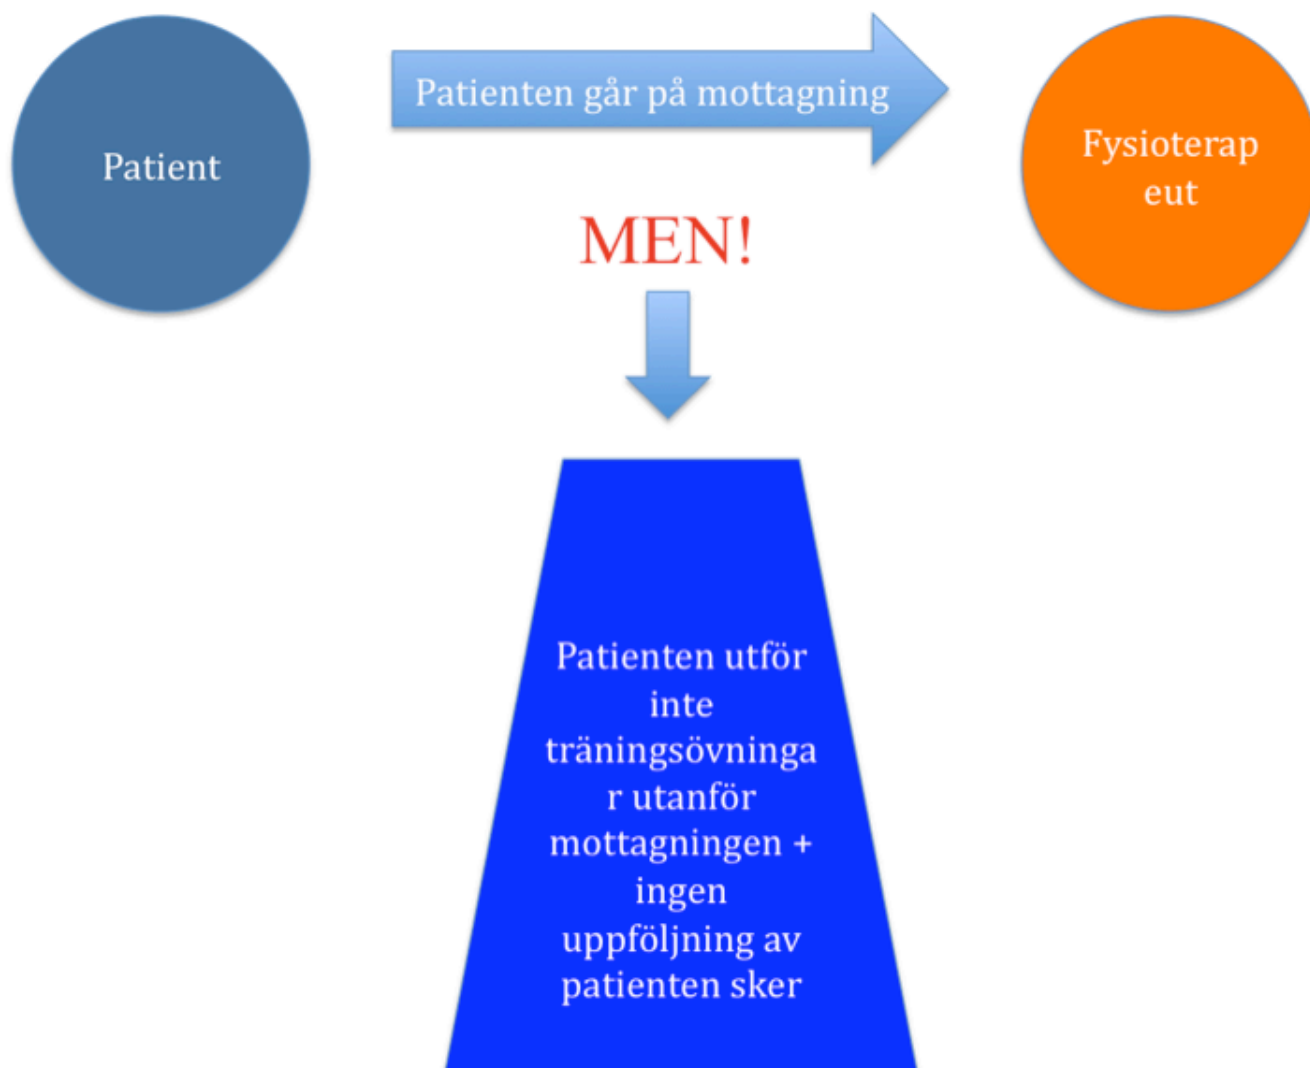 Patient
Patienten går på mottagning
Fysioterap
eut
MEN!
Patienten utför
inte
träningsövninga
r utanför
mottagningen +
ingen
uppföljning av
patienten sker